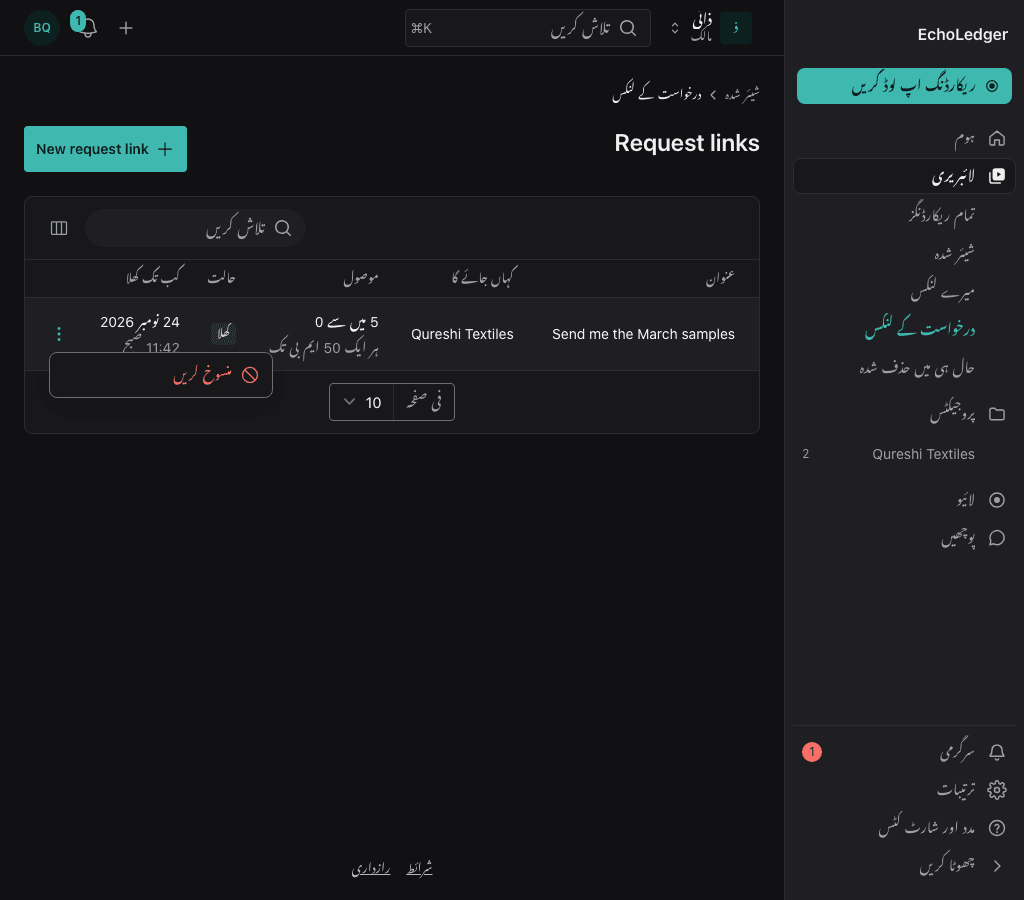 EchoLedger
ریکارڈنگ اپ لوڈ کریں
ہوم
لائبریری
تمام ریکارڈنگز
شیئر شدہ
میرے لنکس
درخواست کے لنکس
حال ہی میں حذف شدہ
پروجیکٹس
Qureshi Textiles 2
لائیو
پوچھیں
سرگرمی 1
ترتیبات
مدد اور شارٹ کٹس
چھوٹا کریں
ذ ذاتی
مالک
تلاش کریں ⌘K
1
BQ
شیئر شدہ › درخواست کے لنکس
Request links
New request link
تلاش کریں
عنوان کہاں جائے گا موصول حالت کب تک کھلا
Send me the March samples Qureshi Textiles 5 میں سے 0 کھلا 24 نومبر 2026
ہر ایک 50 ایم بی تک 11:42 صبح
منسوخ کریں
فی صفحہ 10
شرائط رازداری